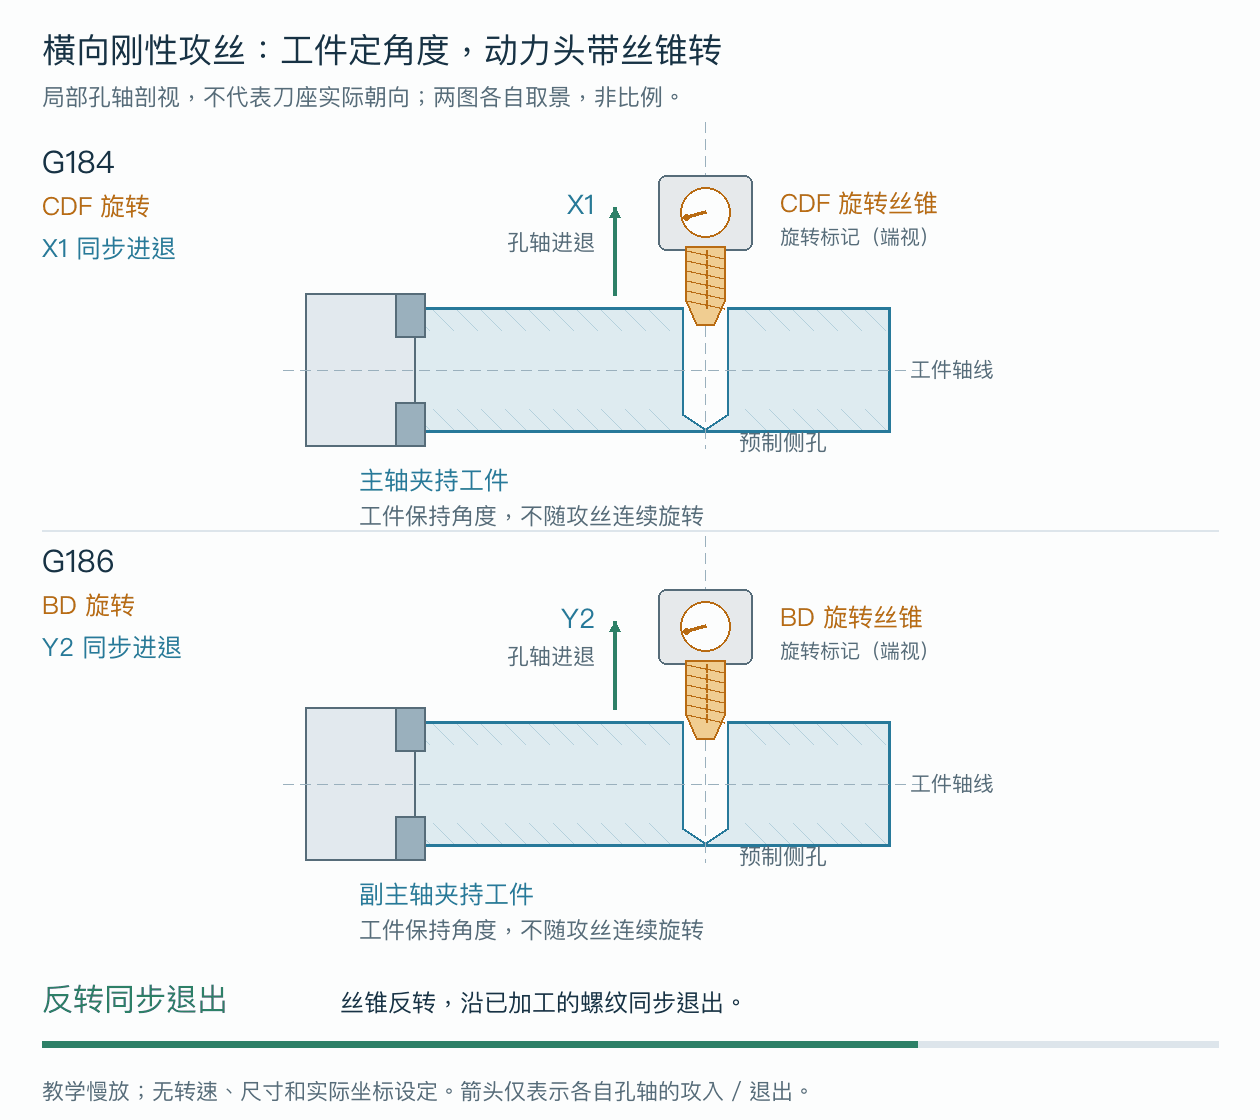 橫向刚性攻丝：工件定角度，动力头带丝锥转
局部孔轴剖视，不代表刀座实际朝向；两图各自取景，非比例。
G184
CDF 旋转
X1 同步进退
X1
孔轴进退
CDF 旋转丝锥
旋转标记（端视）
工件轴线
预制侧孔
主轴夹持工件
工件保持角度，不随攻丝连续旋转
G186
BD 旋转
Y2 同步进退
Y2
孔轴进退
BD 旋转丝锥
旋转标记（端视）
工件轴线
预制侧孔
副主轴夹持工件
工件保持角度，不随攻丝连续旋转
反转同步退出
丝锥反转，沿已加工的螺纹同步退出。
教学慢放；无转速、尺寸和实际坐标设定。箭头仅表示各自孔轴的攻入 / 退出。